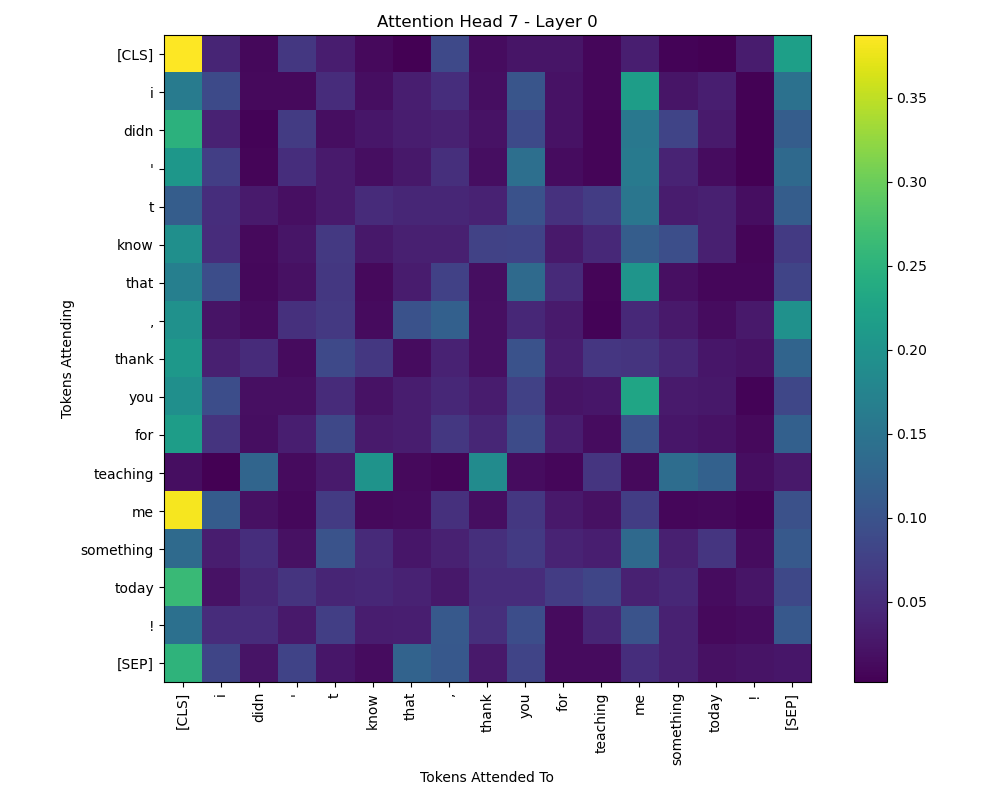 Attention Head 7 - Layer 0
Tokens Attending
[CLS]
i
didn
'
t
know
that
,
thank
you
for
teaching
me
something
today
!
[SEP]
[CLS] i didn ' t know that , thank you for teaching me something today ! [SEP]
Tokens Attended To
0.35
0.30
0.25
0.20
0.15
0.10
0.05